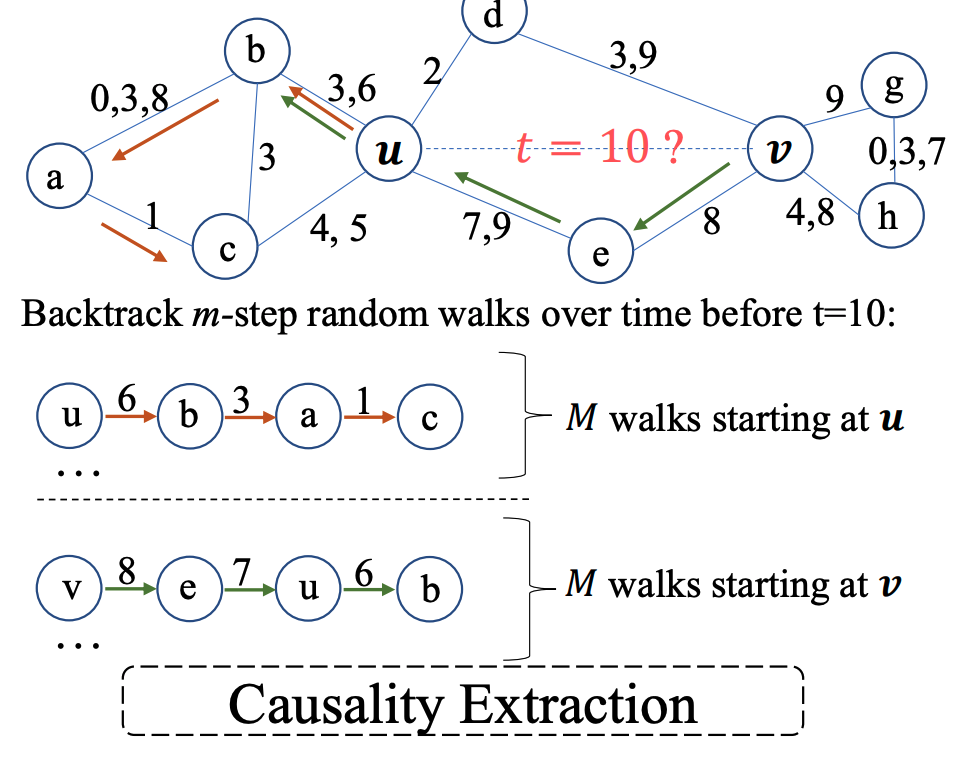 d
b
3,9
g
2
9
0,3,8
3,6
u
t = 10 ?
v
0,3,7
3
a
1
4, 5
7,9
8
4,8
h
c
e
Backtrack m-step random walks over time before t=10:
u 6 b 3 a 1 c
M walks starting at u
...
v 8 e 7 u 6 b
M walks starting at v
...
Causality Extraction